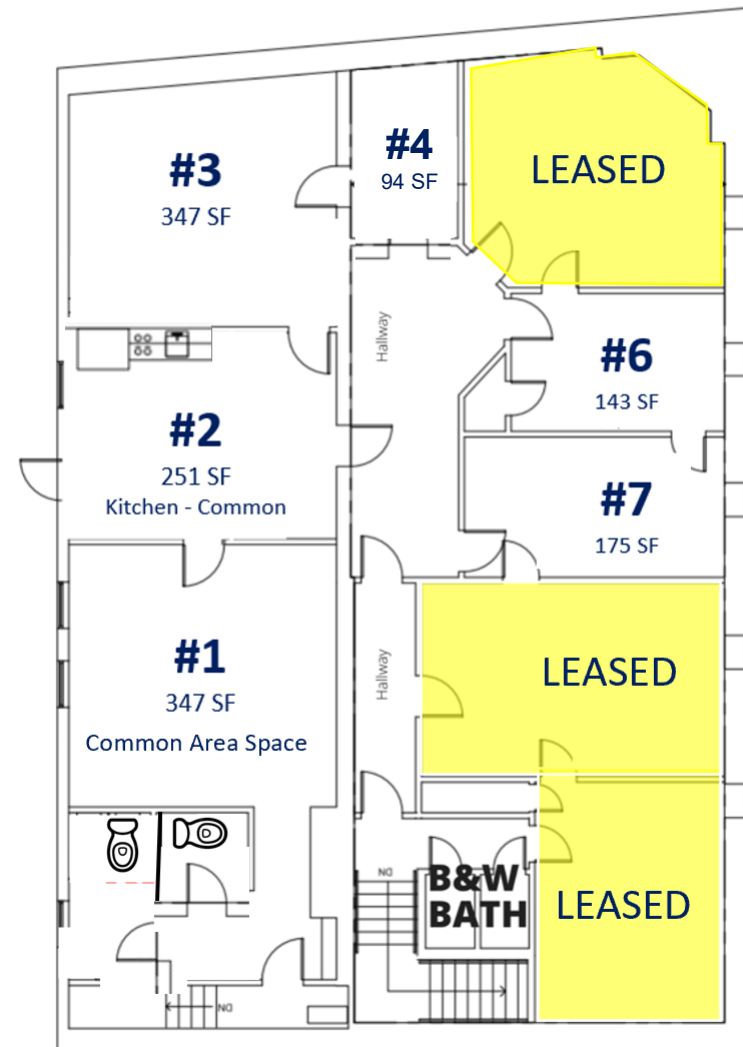 #3
347 SF
#4
94 SF
LEASED
Hallway
#6
143 SF
#2
251 SF
Kitchen - Common
#7
175 SF
#1
347 SF
Common Area Space
Hallway
LEASED
DN
B&W
BATH
LEASED
DN